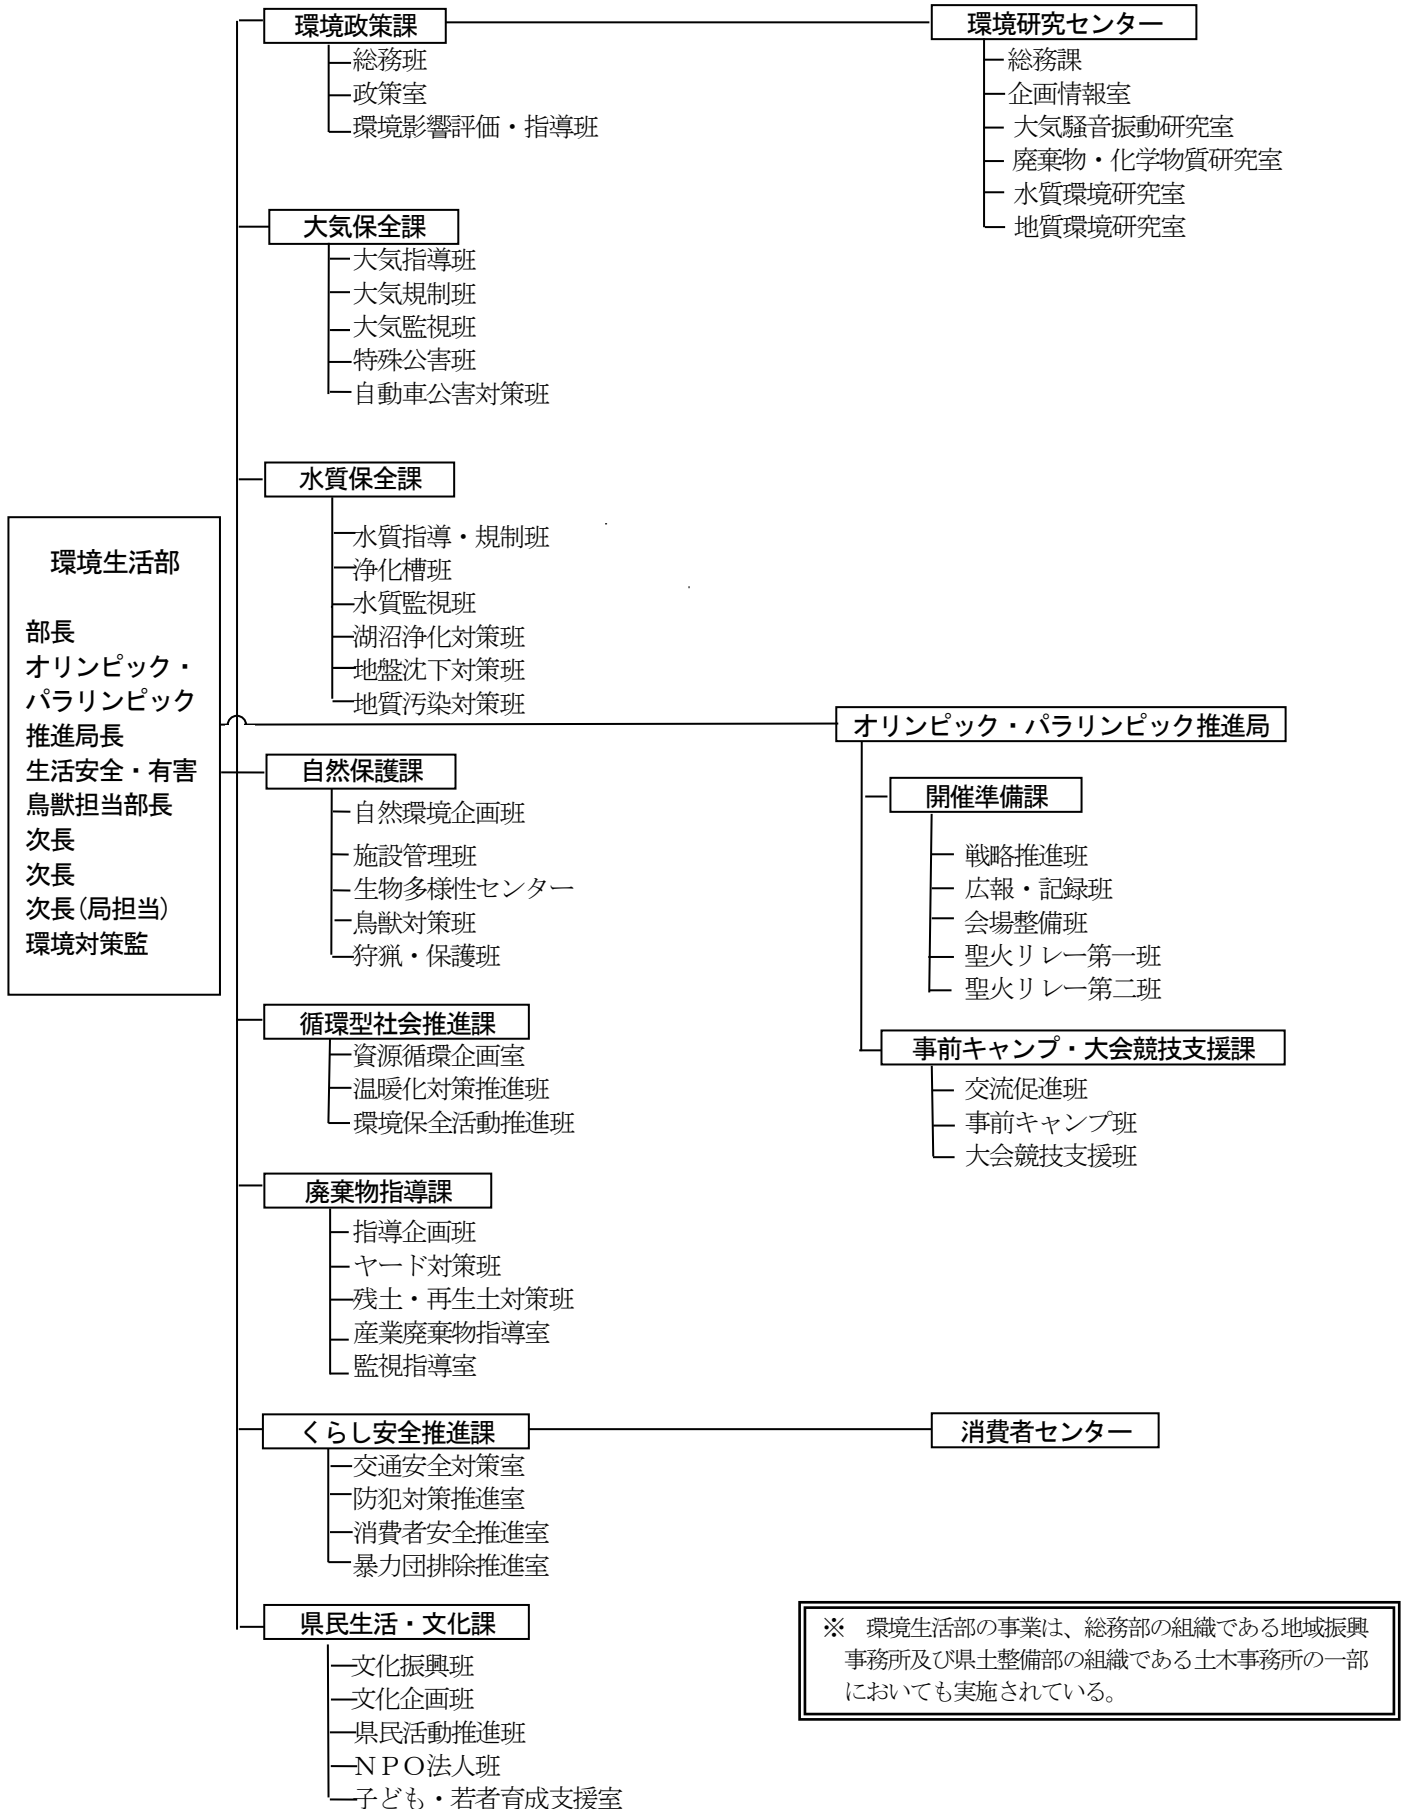 環境生活部
部長
オリンピック・
パラリンピック
推進局長
生活安全・有害
鳥獣担当部長
次長
次長
次長(局担当)
環境対策監
環境政策課
総務班
政策室
環境影響評価・指導班
環境研究センター
総務課
企画情報室
大気騒音振動研究室
廃棄物・化学物質研究室
水質環境研究室
地質環境研究室
大気保全課
大気指導班
大気規制班
大気監視班
特殊公害班
自動車公害対策班
水質保全課
水質指導・規制班
浄化槽班
水質監視班
湖沼浄化対策班
地盤沈下対策班
地質汚染対策班
オリンピック・パラリンピック推進局
開催準備課
戦略推進班
広報・記録班
会場整備班
聖火リレー第一班
聖火リレー第二班
事前キャンプ・大会競技支援課
交流促進班
事前キャンプ班
大会競技支援班
自然保護課
自然環境企画班
施設管理班
生物多様性センター
鳥獣対策班
狩猟・保護班
循環型社会推進課
資源循環企画室
温暖化対策推進班
環境保全活動推進班
廃棄物指導課
指導企画班
ヤード対策班
残土・再生土対策班
産業廃棄物指導室
監視指導室
くらし安全推進課
交通安全対策室
防犯対策推進室
消費者安全推進室
暴力団排除推進室
消費者センター
県民生活・文化課
文化振興班
文化企画班
県民活動推進班
ＮＰＯ法人班
子ども・若者育成支援室
※　環境生活部の事業は、総務部の組織である地域振興
事務所及び県土整備部の組織である土木事務所の一部
においても実施されている。